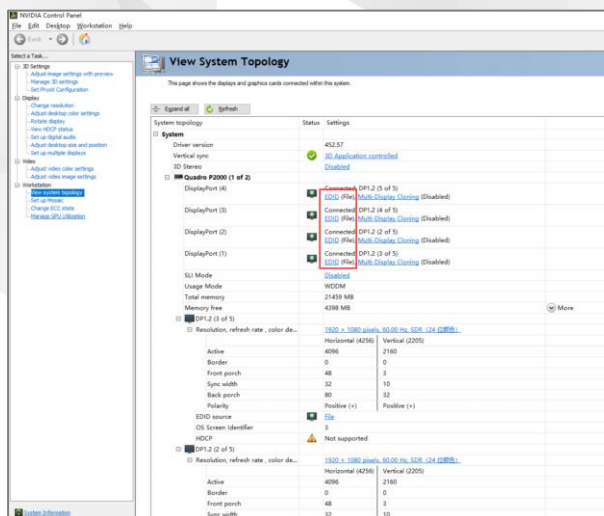 NVIDIA Control Panel
File Edit Desktop Workstation Help
Back
Select a Task...
3D Settings
Adjust image settings with preview
Manage 3D settings
Set PhysX Configuration
Display
Change resolution
Adjust desktop color settings
Rotate display
View HDCP status
Set up digital audio
Adjust desktop size and position
Set up multiple displays
Video
Adjust video color settings
Adjust video image settings
Workstation
View system topology
Set up Mosaic
Change ECC state
Manage GPU Utilization
System Information
View System Topology
This page shows the displays and graphics cards connected within this system.
Expand all Refresh
System topology Status Settings
System
Driver version 452.57
Vertical sync 3D Application controlled
3D Stereo Disabled
Quadro P2000 (1 of 2)
DisplayPort (4) Connected, DP1.2 (5 of 5)
EDID (File), Multi-Display Cloning (Disabled)
DisplayPort (3) Connected, DP1.2 (4 of 5)
EDID (File), Multi-Display Cloning (Disabled)
DisplayPort (2) Connected, DP1.2 (2 of 5)
EDID (File), Multi-Display Cloning (Disabled)
DisplayPort (1) Connected, DP1.2 (3 of 5)
EDID (File), Multi-Display Cloning (Disabled)
SLI Mode Disabled
Usage Mode WDDM
Total memory 21459 MB
Memory free 4398 MB More
DP1.2 (3 of 5)
Resolution, refresh rate , color de... 1920 × 1080 pixels, 60.00 Hz, SDR（24 位颜色）
Horizontal (4256) Vertical (2205)
Active 4096 2160
Border 0 0
Front porch 48 3
Sync width 32 10
Back porch 80 32
Polarity Positive (+) Positive (+)
EDID source File
OS Screen Identifier 3
HDCP Not supported
DP1.2 (2 of 5)
Resolution, refresh rate , color de... 1920 × 1080 pixels, 60.00 Hz, SDR（24 位颜色）
Horizontal (4256) Vertical (2205)
Active 4096 2160
Border 0 0
Front porch 48 3
Sync width 32 10